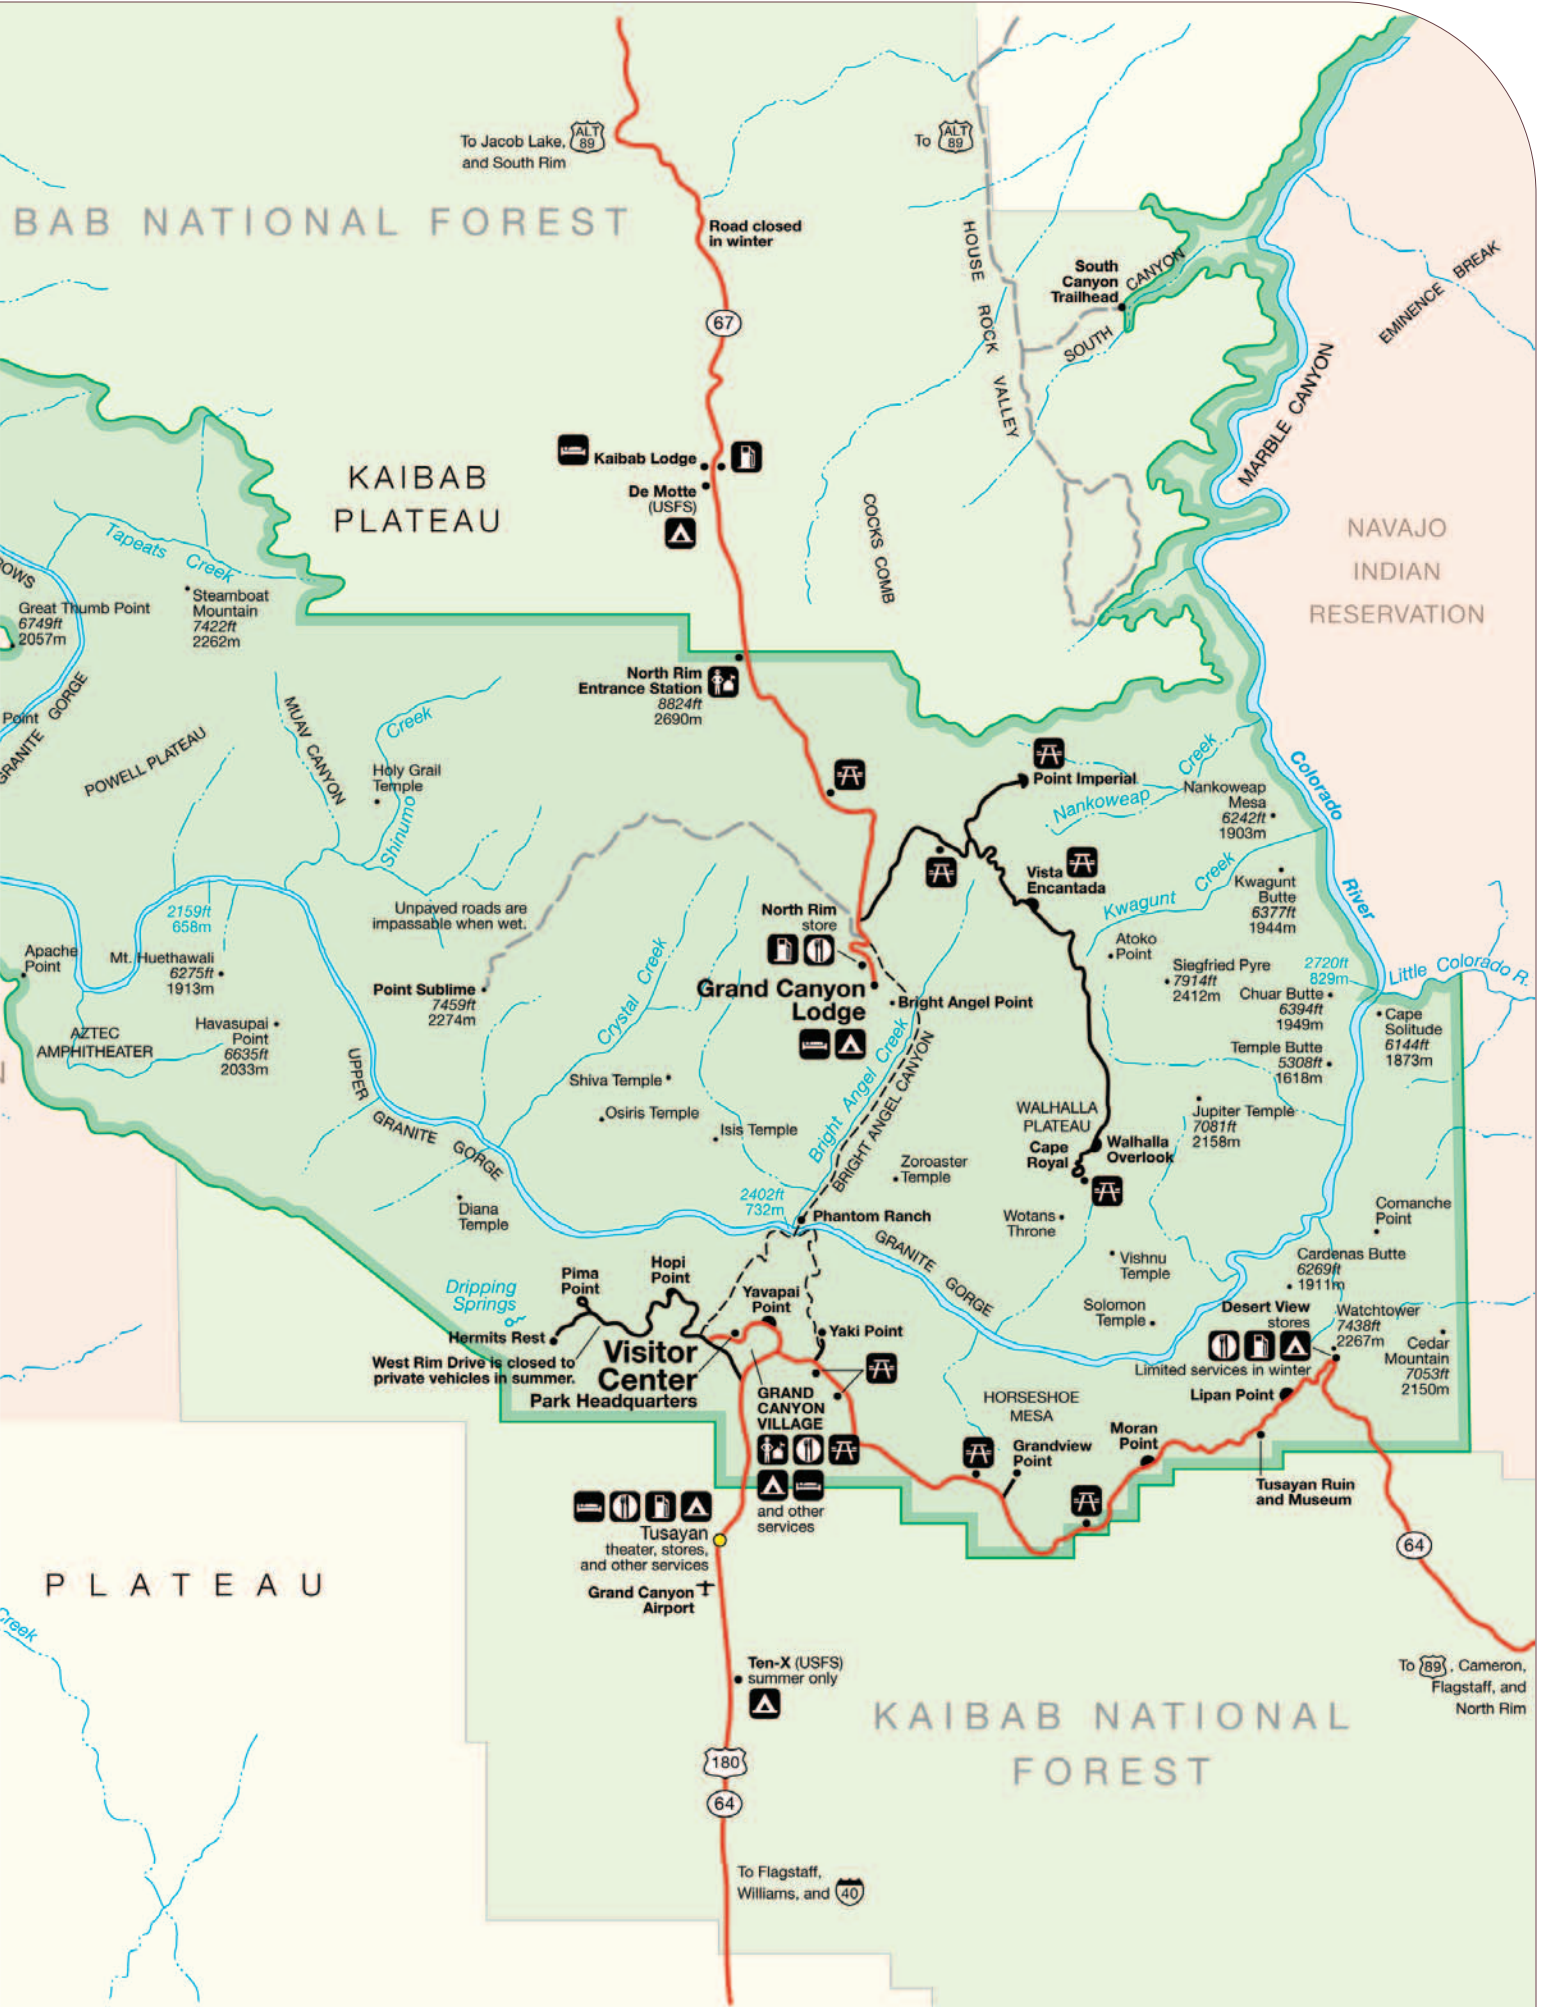 To Jacob Lake, ALT 89
and South Rim
To ALT 89
BAB NATIONAL FOREST
Road closed
in winter
HOUSE ROCK VALLEY
South
Canyon
Trailhead
SOUTH CANYON
EMINENCE BREAK
67
MARBLE CANYON
Kaibab Lodge
De Motte
(USFS)
KAIBAB
PLATEAU
COCKS COMB
NAVAJO
INDIAN
RESERVATION
Tapeats Creek
OWS
Great Thumb Point
6749ft
2057m
Steamboat
Mountain
7422ft
2262m
North Rim
Entrance Station
8824ft
2690m
Point
GRANITE GORGE
POWELL PLATEAU
MUAV CANYON
Shinumo Creek
Holy Grail
Temple
Point Imperial
Nankoweap Creek
Nankoweap
Mesa
6242ft
1903m
Colorado River
Vista
Encantada
Kwagunt Creek
Kwagunt
Butte
6377ft
1944m
2159ft
658m
Unpaved roads are
impassable when wet.
North Rim
store
Apache
Point
Mt. Huethawali
6275ft
1913m
Atoko
Point
Siegfried Pyre
7914ft
2412m
2720ft
829m
Little Colorado R.
Point Sublime
7459ft
2274m
Crystal Creek
Grand Canyon
Lodge
Bright Angel Point
Chuar Butte
6394ft
1949m
Cape
Solitude
6144ft
1873m
AZTEC
AMPHITHEATER
Havasupai
Point
6635ft
2033m
Temple Butte
5308ft
1618m
UPPER GRANITE GORGE
Shiva Temple
Osiris Temple
Isis Temple
Bright Angel Creek
BRIGHT ANGEL CANYON
WALHALLA
PLATEAU
Jupiter Temple
7081ft
2158m
Cape
Royal
Walhalla
Overlook
Zoroaster
Temple
2402ft
732m
Diana
Temple
Phantom Ranch
Wotans
Throne
Comanche
Point
GRANITE GORGE
Vishnu
Temple
Cardenas Butte
6269ft
1911m
Dripping
Springs
Pima
Point
Hopi
Point
Yavapai
Point
Solomon
Temple
Desert View
stores
Watchtower
7438ft
2267m
Hermits Rest
Yaki Point
Limited services in winter
Cedar
Mountain
7053ft
2150m
West Rim Drive is closed to
private vehicles in summer.
Visitor
Center
Park Headquarters
GRAND
CANYON
VILLAGE
and other
services
HORSESHOE
MESA
Lipan Point
Moran
Point
Grandview
Point
Tusayan Ruin
and Museum
Tusayan
theater, stores,
and other services
Grand Canyon
Airport
64
PLATEAU
Creek
Ten-X (USFS)
summer only
To 89, Cameron,
Flagstaff, and
North Rim
KAIBAB NATIONAL
FOREST
180
64
To Flagstaff,
Williams, and 40